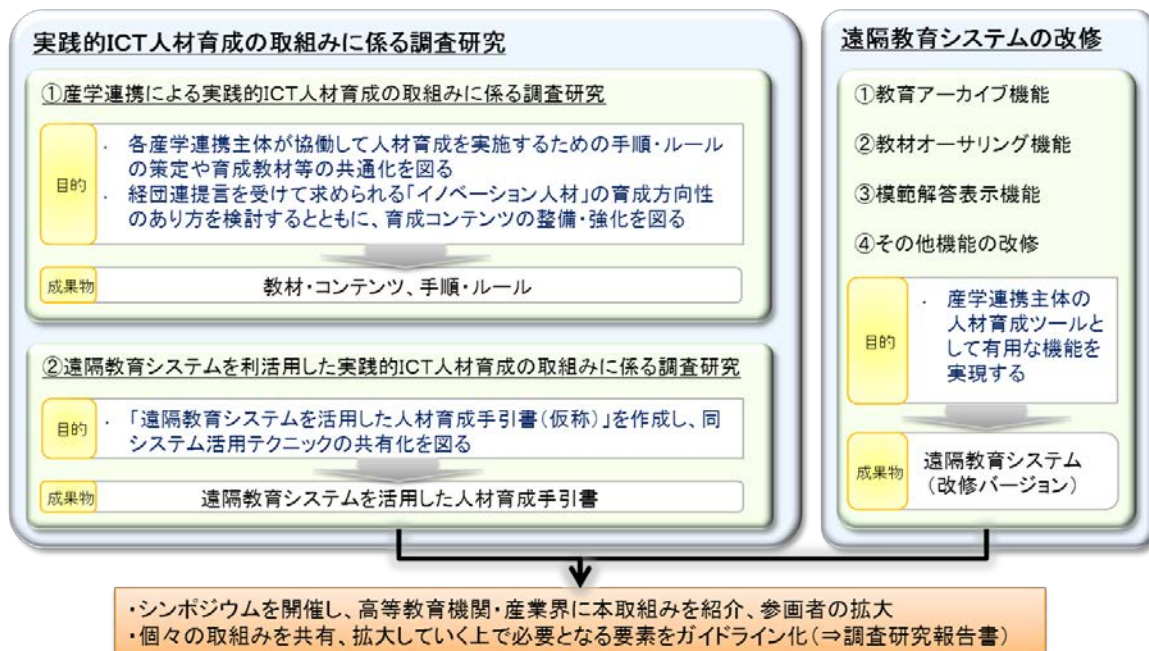 実践的ICT人材育成の取組みに係る調査研究
①産学連携による実践的ICT人材育成の取組みに係る調査研究
目的
・ 各産学連携主体が協働して人材育成を実施するための手順・ルール
の策定や育成教材等の共通化を図る
・ 経団連提言を受けて求められる「イノベーション人材」の育成方向性
のあり方を検討するとともに、育成コンテンツの整備・強化を図る
成果物
教材・コンテンツ、手順・ルール
②遠隔教育システムを利活用した実践的ICT人材育成の取組みに係る調査研究
目的
・ 「遠隔教育システムを活用した人材育成手引書(仮称)」を作成し、同
システム活用テクニックの共有化を図る
成果物
遠隔教育システムを活用した人材育成手引書
遠隔教育システムの改修
①教育アーカイブ機能
②教材オーサリング機能
③模範解答表示機能
④その他機能の改修
目的
・ 産学連携主体の
人材育成ツールと
して有用な機能を
実現する
成果物
遠隔教育システム
(改修バージョン)
・シンポジウムを開催し、高等教育機関・産業界に本取組みを紹介、参画者の拡大
・個々の取組みを共有、拡大していく上で必要となる要素をガイドライン化(⇒調査研究報告書)